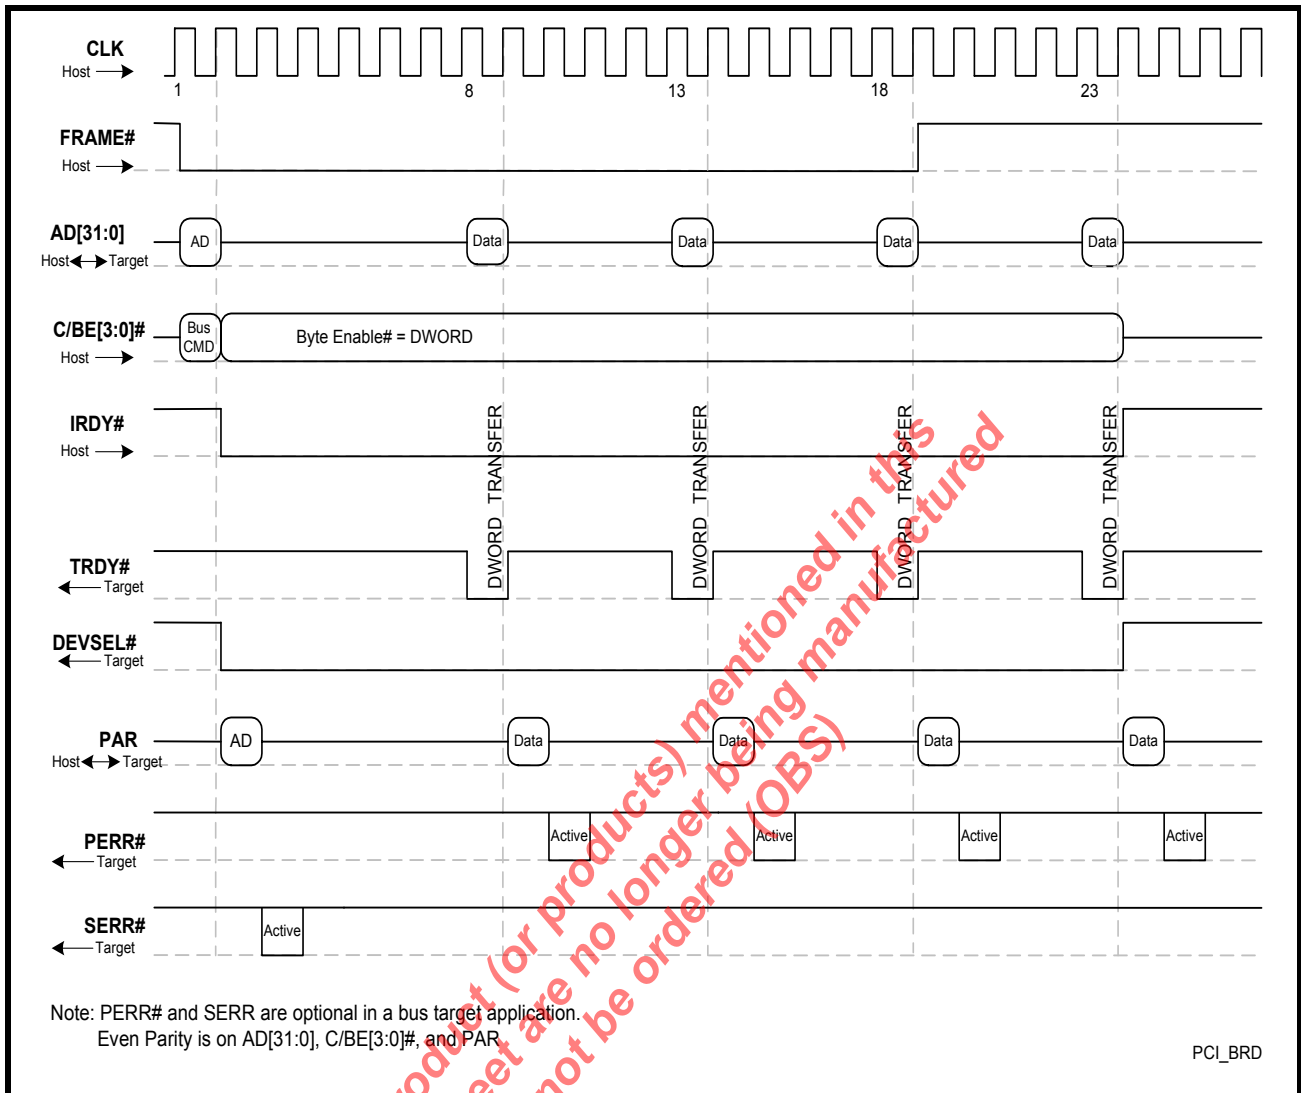 CLK
Host
1 8 13 18 23
FRAME#
Host
AD[31:0]
Host Target
AD Data Data Data Data
C/BE[3:0]#
Host
Bus
CMD
Byte Enable# = DWORD
IRDY#
Host
DWORD TRANSFER
DWORD TRANSFER
DWORD TRANSFER
DWORD TRANSFER
TRDY#
Target
DEVSEL#
Target
PAR
Host Target
AD Data Data Data Data
PERR#
Target
Active Active Active Active
SERR#
Target
Active
Note: PERR# and SERR are optional in a bus target application.
Even Parity is on AD[31:0], C/BE[3:0]#, and PAR
PCI_BRD
product (or products) mentioned in this
are no longer being manufactured
not be ordered (OBS)